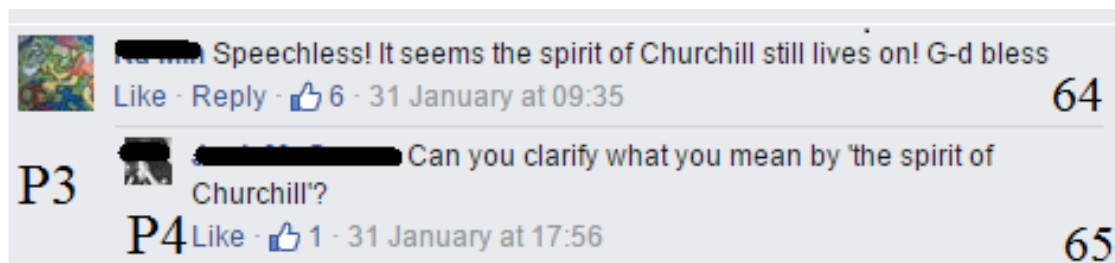 Speechless! It seems the spirit of Churchill still lives on! G-d bless
Like · Reply · 6 · 31 January at 09:35
64
Can you clarify what you mean by 'the spirit of
Churchill'?
P3
P4 Like · 1 · 31 January at 17:56
65